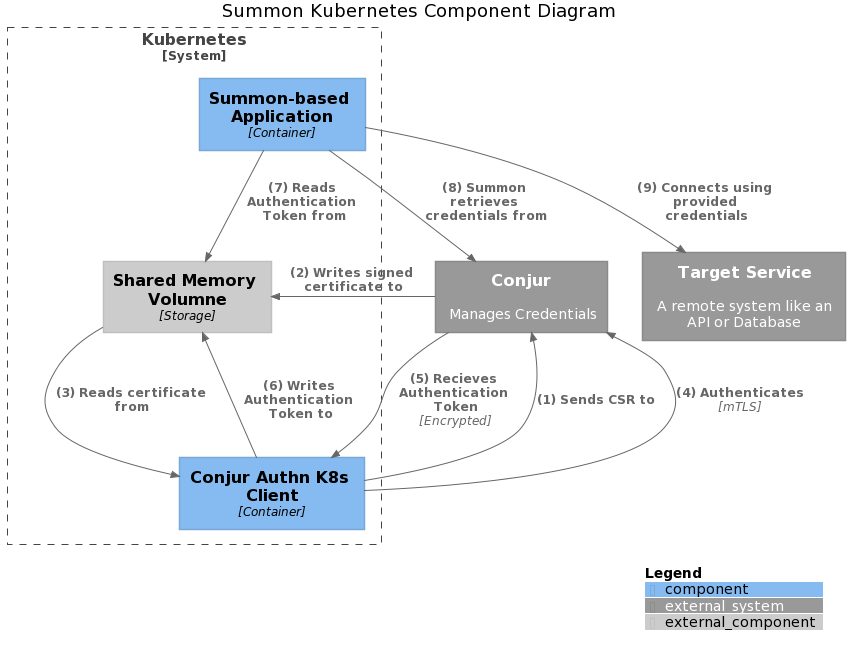 Summon Kubernetes Component Diagram
Kubernetes
[System]
Summon-based
Application
[Container]
(7) Reads
Authentication
Token from
(8) Summon
retrieves
credentials from
(9) Connects using
provided
credentials
Shared Memory
Volumne
[Storage]
(2) Writes signed
certificate to
Conjur
Manages Credentials
Target Service
A remote system like an
API or Database
(3) Reads certificate
from
(6) Writes
Authentication
Token to
(5) Recieves
Authentication
Token
[Encrypted]
(1) Sends CSR to
(4) Authenticates
[mTLS]
Conjur Authn K8s
Client
[Container]
Legend
component
external_system
external_component